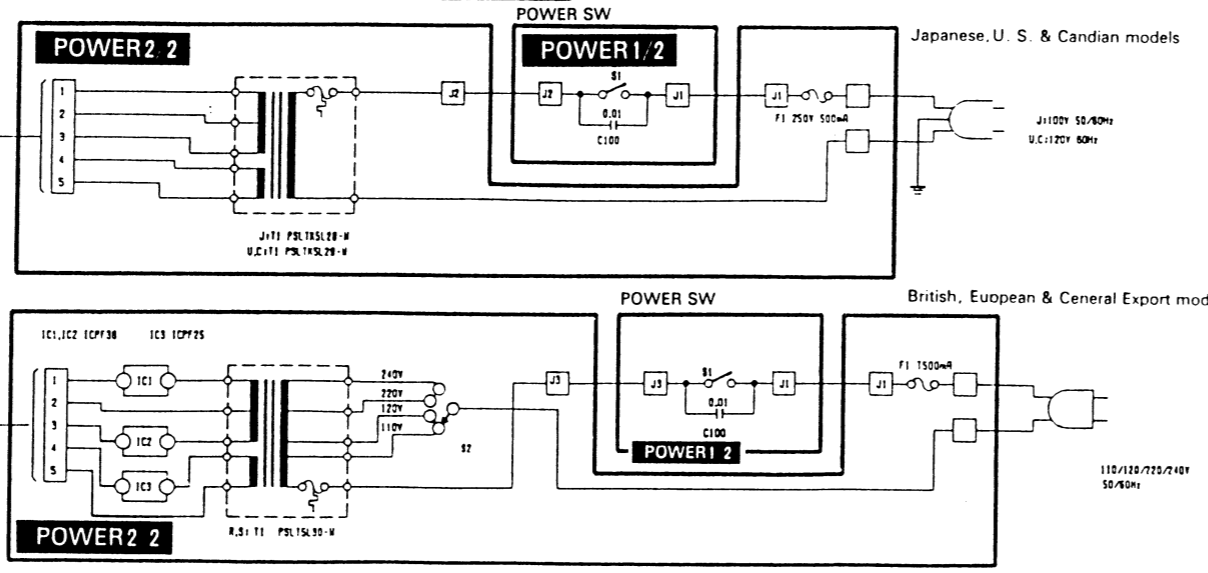 POWER SW
POWER 2/2
POWER 1/2
Japanese, U. S. & Candian models
1
2
3
4
5
J2
J2
S1
0.01
C100
J1
J1
F1 250V 500mA
J:100V 50/60Hz
U,C:120V 60Hz
J:T1 PSLTK5L28-M
U,C:T1 PSLTK5L29-M
POWER SW
British, Euopean & Ceneral Export mod
IC1,IC2 ICPF38 IC3 ICPF25
1
2
3
4
5
IC1
IC2
IC3
240V
220V
120V
110V
S2
J3
J3
S1
0.01
C100
J1
J1
F1 T500mA
POWER1 2
110/120/220/240V
50/60Hz
POWER2 2
R,S:T1 PSLT5L30-M